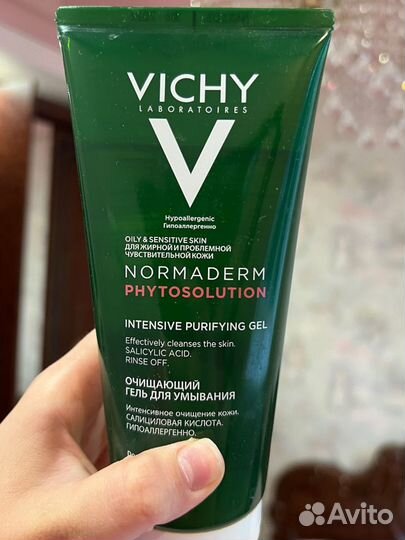 VICHY
LABORATOIRES
V
Hypoallergenic
Гипоаллергенно
OILY & SENSITIVE SKIN
ДЛЯ ЖИРНОЙ И ПРОБЛЕМНОЙ
ЧУВСТВИТЕЛЬНОЙ КОЖИ
NORMADERM
PHYTOSOLUTION
INTENSIVE PURIFYING GEL
Effectively cleanses the skin.
SALICYLIC ACID.
RINSE OFF.
ОЧИЩАЮЩИЙ
ГЕЛЬ ДЛЯ УМЫВАНИЯ
Интенсивное очищение кожи.
САЛИЦИЛОВАЯ КИСЛОТА.
ГИПОАЛЛЕРГЕННО.
Avito